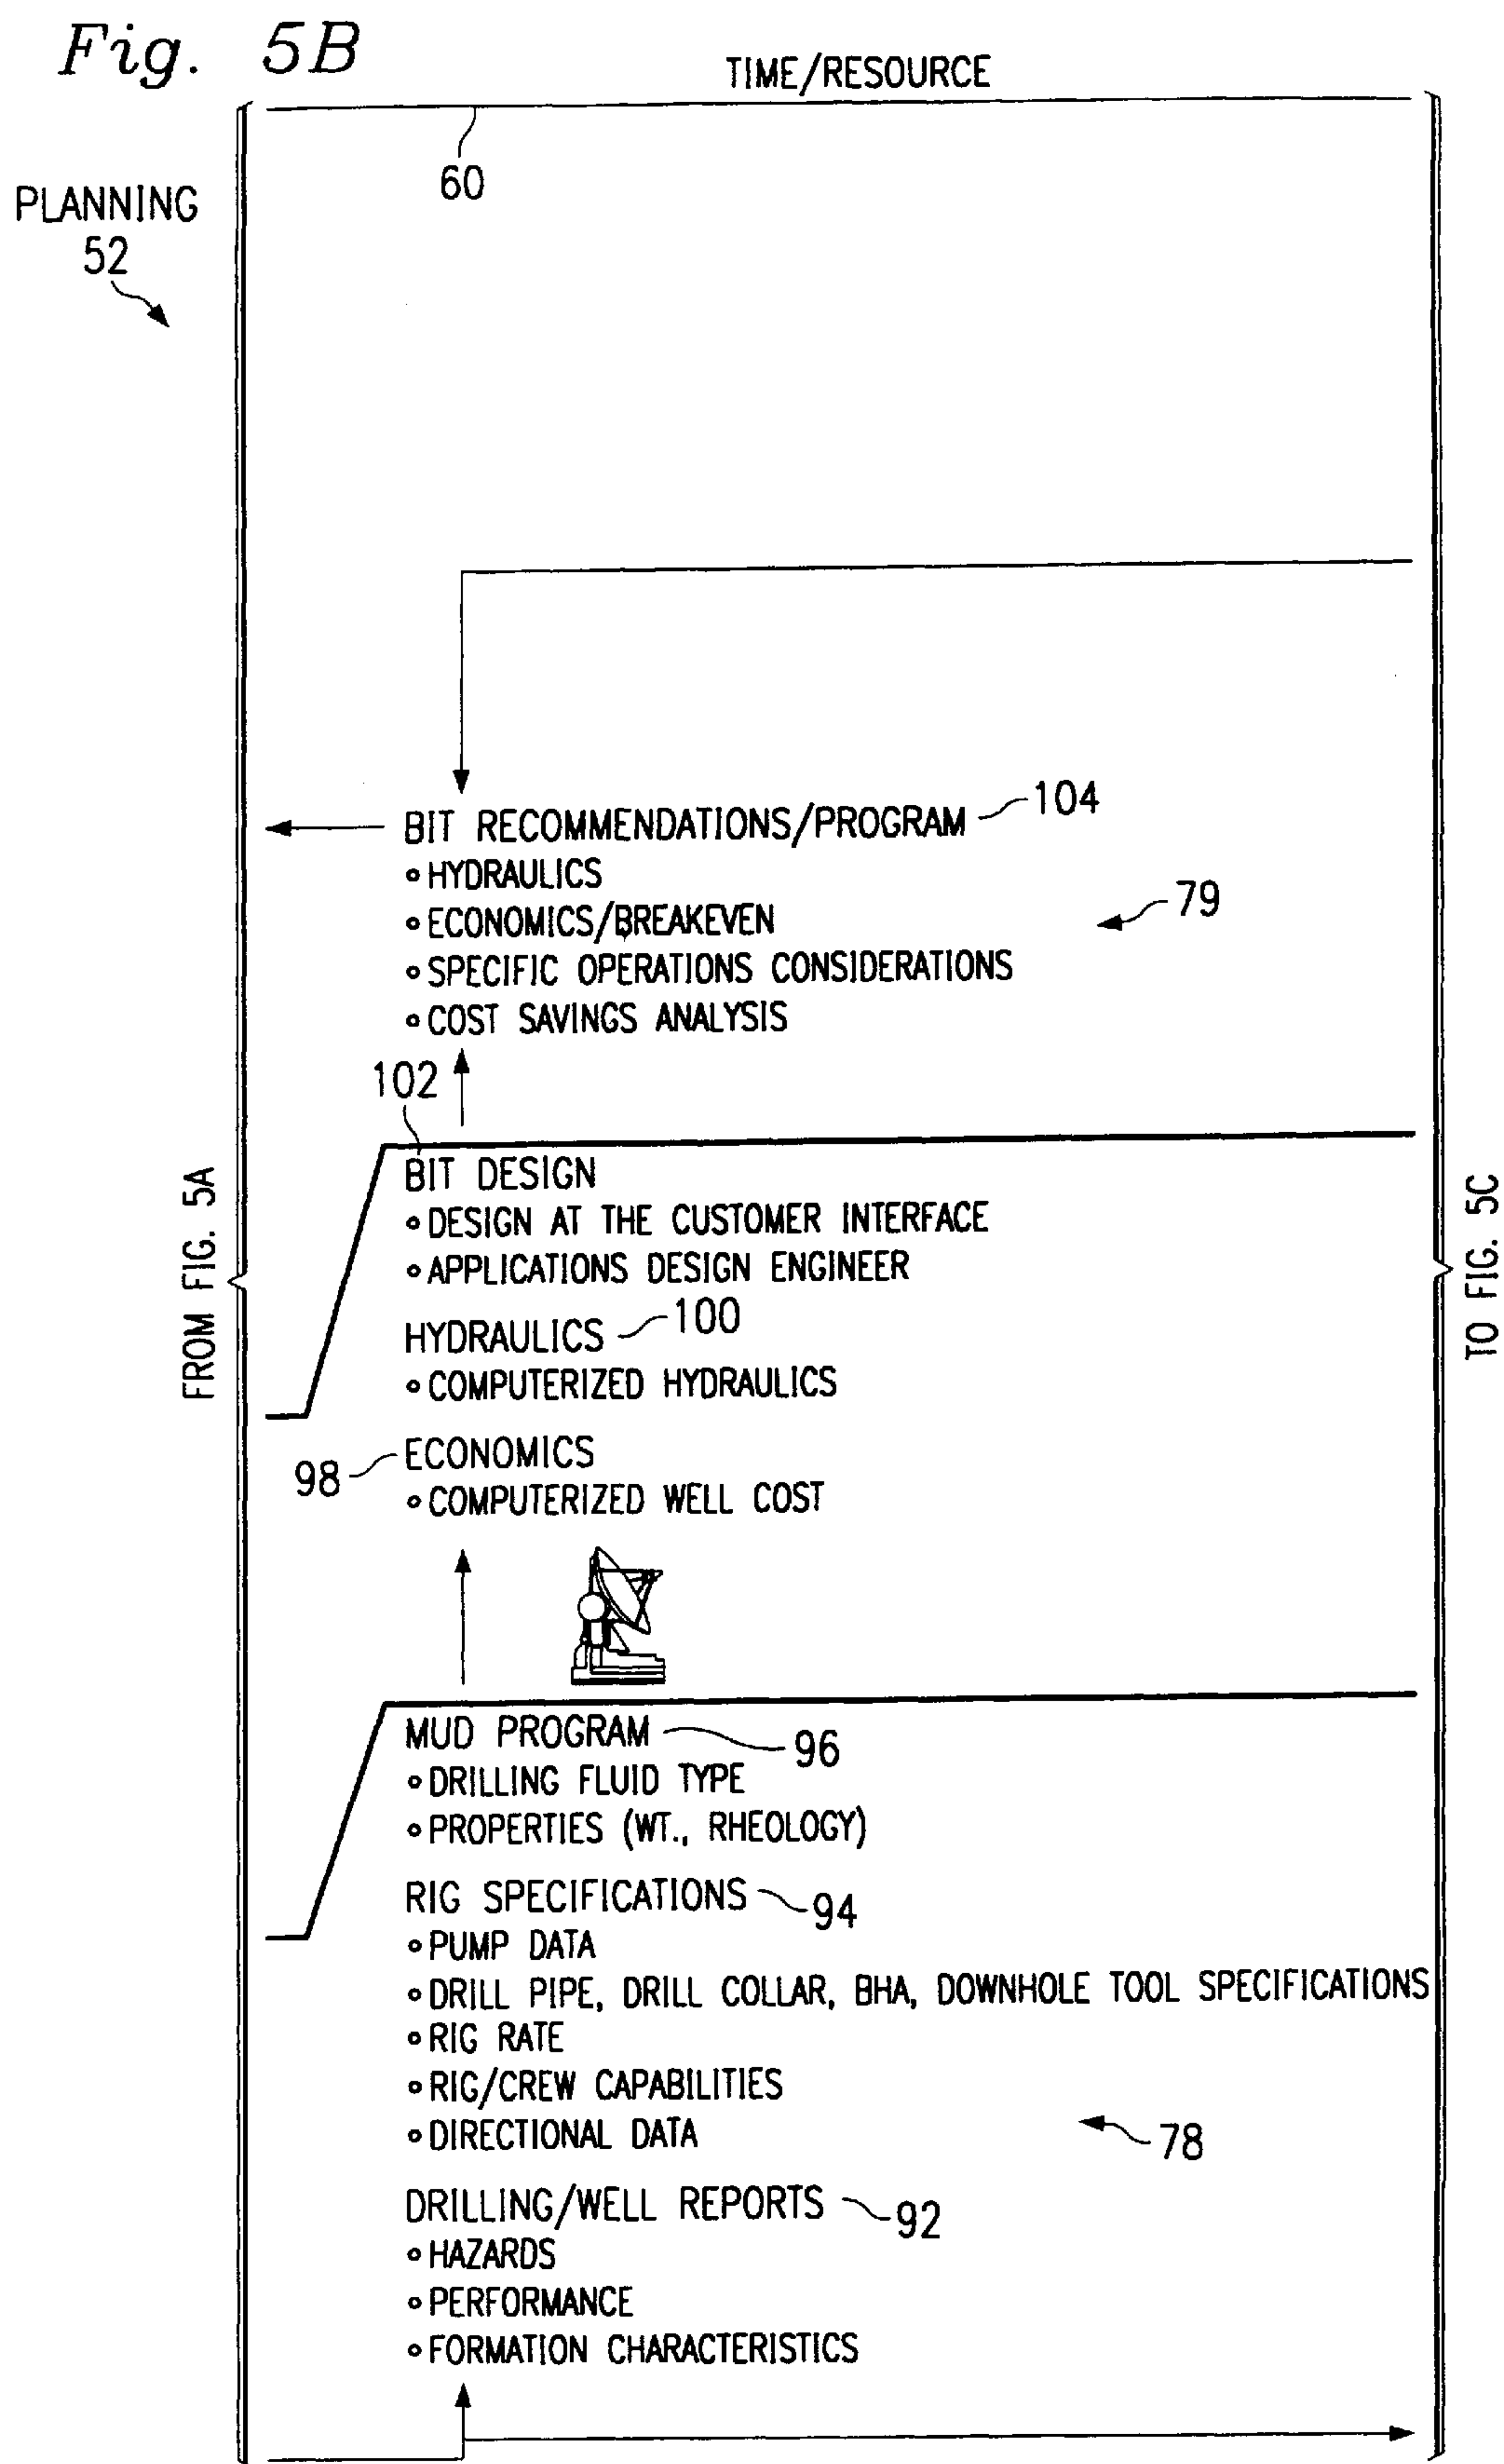 Fig. 5B
TIME/RESOURCE
60
PLANNING
52
BIT RECOMMENDATIONS/PROGRAM 104
∘ HYDRAULICS
∘ ECONOMICS/BREAKEVEN
79
∘ SPECIFIC OPERATIONS CONSIDERATIONS
∘ COST SAVINGS ANALYSIS
102
BIT DESIGN
∘ DESIGN AT THE CUSTOMER INTERFACE
∘ APPLICATIONS DESIGN ENGINEER
HYDRAULICS 100
∘ COMPUTERIZED HYDRAULICS
98 ECONOMICS
∘ COMPUTERIZED WELL COST
FROM FIG. 5A
TO FIG. 5C
MUD PROGRAM 96
∘ DRILLING FLUID TYPE
∘ PROPERTIES (WT., RHEOLOGY)
RIG SPECIFICATIONS 94
∘ PUMP DATA
∘ DRILL PIPE, DRILL COLLAR, BHA, DOWNHOLE TOOL SPECIFICATIONS
∘ RIG RATE
∘ RIG/CREW CAPABILITIES
∘ DIRECTIONAL DATA
78
DRILLING/WELL REPORTS 92
∘ HAZARDS
∘ PERFORMANCE
∘ FORMATION CHARACTERISTICS